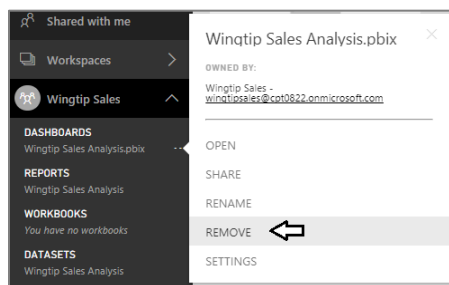 Shared with me
Workspaces
Wingtip Sales
DASHBOARDS
Wingtip Sales Analysis.pbix
REPORTS
Wingtip Sales Analysis
WORKBOOKS
You have no workbooks
DATASETS
Wingtip Sales Analysis
Wingtip Sales Analysis.pbix
OWNED BY:
Wingtip Sales -
wingtipsales@cpt0822.onmicrosoft.com
OPEN
SHARE
RENAME
REMOVE
SETTINGS